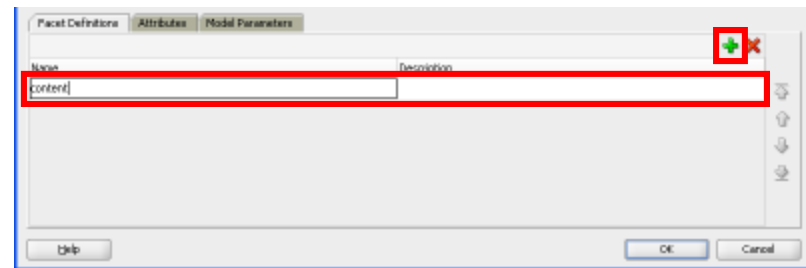 Facet Definitions Attributes Model Parameters
Name Description
content
Help OK Cancel